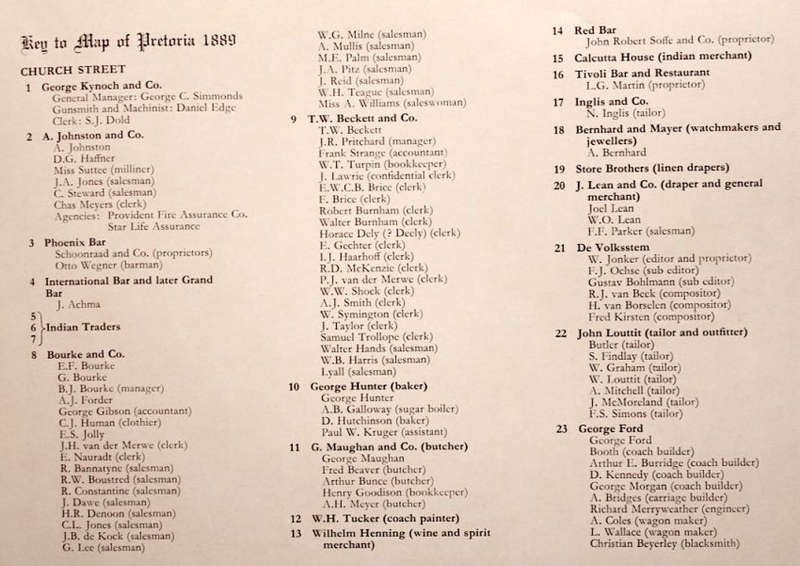 Key to Map of Pretoria 1889
CHURCH STREET
1 George Kynoch and Co.
General Manager: George C. Simmonds
Gunsmith and Machinist: Daniel Edge
Clerk: S.J. Dold
2 A. Johnston and Co.
A. Johnston
D.G. Haffner
Miss Suttee (milliner)
J.A. Jones (salesman)
C. Steward (salesman)
Chas Meyers (clerk)
Agencies: Provident Fire Assurance Co.
Star Life Assurance
3 Phoenix Bar
Schoonraad and Co. (proprietors)
Otto Wegner (barman)
4 International Bar and later Grand
Bar
J. Achma
5
6 Indian Traders
7
8 Bourke and Co.
E.F. Bourke
G. Bourke
B.J. Bourke (manager)
A.J. Forder
George Gibson (accountant)
C.J. Human (clothier)
E.S. Jolly
J.H. van der Merwe (clerk)
E. Nauradt (clerk)
R. Bannatyne (salesman)
R.W. Boustred (salesman)
R. Constantine (salesman)
J. Dawe (salesman)
H.R. Denoon (salesman)
C.L. Jones (salesman)
J.B. de Kock (salesman)
G. Lee (salesman)
W.G. Milne (salesman)
A. Mullis (salesman)
M.E. Palm (salesman)
J.A. Pitz (salesman)
J. Reid (salesman)
W.H. Teague (salesman)
Miss A. Williams (saleswoman)
9 T.W. Beckett and Co.
T.W. Beckett
J.R. Pritchard (manager)
Frank Strange (accountant)
W.T. Turpin (bookkeeper)
J. Lawrie (confidential clerk)
E.W.C.B. Brice (clerk)
F. Brice (clerk)
Robert Burnham (clerk)
Walter Burnham (clerk)
Horace Dely (? Deely) (clerk)
E. Gechter (clerk)
I.J. Haarhoff (clerk)
R.D. McKenzie (clerk)
P.J. van der Merwe (clerk)
W.W. Shock (clerk)
A.J. Smith (clerk)
W. Symington (clerk)
J. Taylor (clerk)
Samuel Trollope (clerk)
Walter Hands (salesman)
W.B. Harris (salesman)
Lyall (salesman)
10 George Hunter (baker)
George Hunter
A.B. Galloway (sugar boiler)
D. Hutchinson (baker)
Paul W. Kruger (assistant)
11 G. Maughan and Co. (butcher)
George Maughan
Fred Beaver (butcher)
Arthur Bunce (butcher)
Henry Goodison (bookkeeper)
A.H. Meyer (butcher)
12 W.H. Tucker (coach painter)
13 Wilhelm Henning (wine and spirit
merchant)
14 Red Bar
John Robert Soffe and Co. (proprietor)
15 Calcutta House (indian merchant)
16 Tivoli Bar and Restaurant
L.G. Martin (proprietor)
17 Inglis and Co.
N. Inglis (tailor)
18 Bernhard and Mayer (watchmakers and
jewellers)
A. Bernhard
19 Store Brothers (linen drapers)
20 J. Lean and Co. (draper and general
merchant)
Joel Lean
W.O. Lean
F.F. Parker (salesman)
21 De Volksstem
W. Jonker (editor and proprietor)
F.J. Ochse (sub editor)
Gustav Bohlmann (sub editor)
R.J. van Beek (compositor)
H. van Borselen (compositor)
Fred Kirsten (compositor)
22 John Louttit (tailor and outfitter)
Butler (tailor)
S. Findlay (tailor)
W. Graham (tailor)
W. Louttit (tailor)
A. Mitchell (tailor)
J. McMoreland (tailor)
F.S. Simons (tailor)
23 George Ford
George Ford
Booth (coach builder)
Arthur E. Burridge (coach builder)
D. Kennedy (coach builder)
George Morgan (coach builder)
A. Bridges (carriage builder)
Richard Merryweather (engineer)
A. Coles (wagon maker)
L. Wallace (wagon maker)
Christian Beyerley (blacksmith)